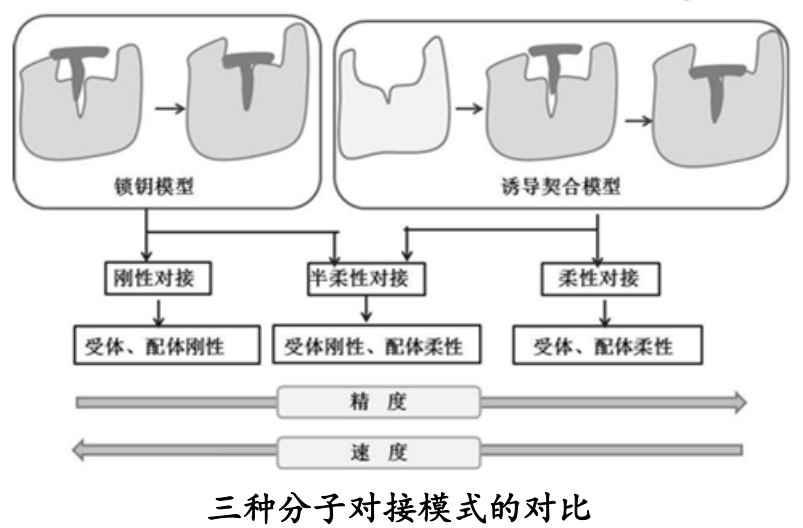 锁钥模型
诱导契合模型
刚性对接
半柔性对接
柔性对接
受体、配体刚性
受体刚性、配体柔性
受体、配体柔性
精 度
速 度
三种分子对接模式的对比